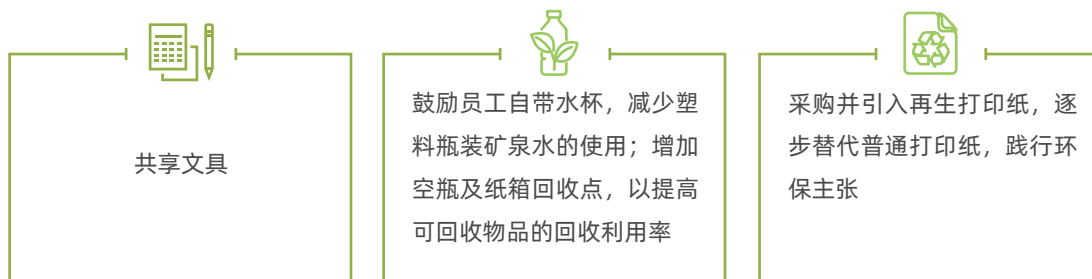 共享文具
鼓励员工自带水杯，减少塑
料瓶装矿泉水的使用；增加
空瓶及纸箱回收点，以提高
可回收物品的回收利用率
采购并引入再生打印纸，逐
步替代普通打印纸，践行环
保主张